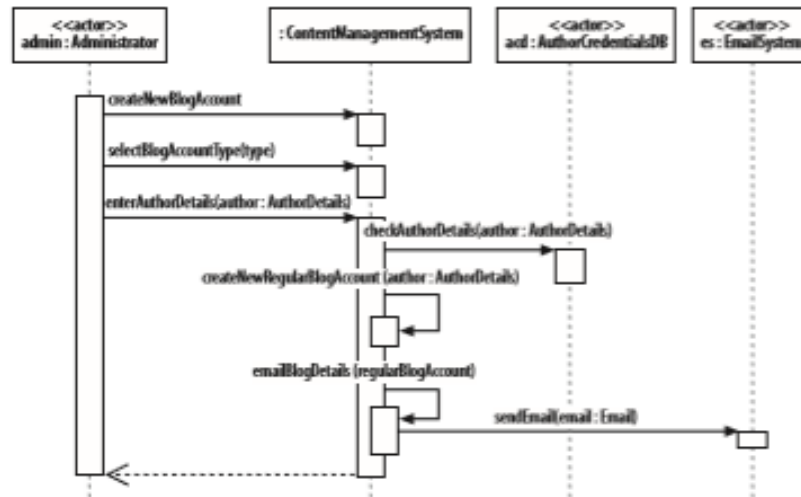 <<actor>>
admin : Administrator
: ContentManagementSystem
<<actor>>
acd : AuthorCredentialsDB
<<actor>>
es : EmailSystem
createNewBlogAccount
selectBlogAccountType(type)
enterAuthorDetails(author : AuthorDetails)
checkAuthorDetails(author : AuthorDetails)
createNewRegularBlogAccount (author : AuthorDetails)
emailBlogDetails (regularBlogAccount)
sendEmail(email : Email)